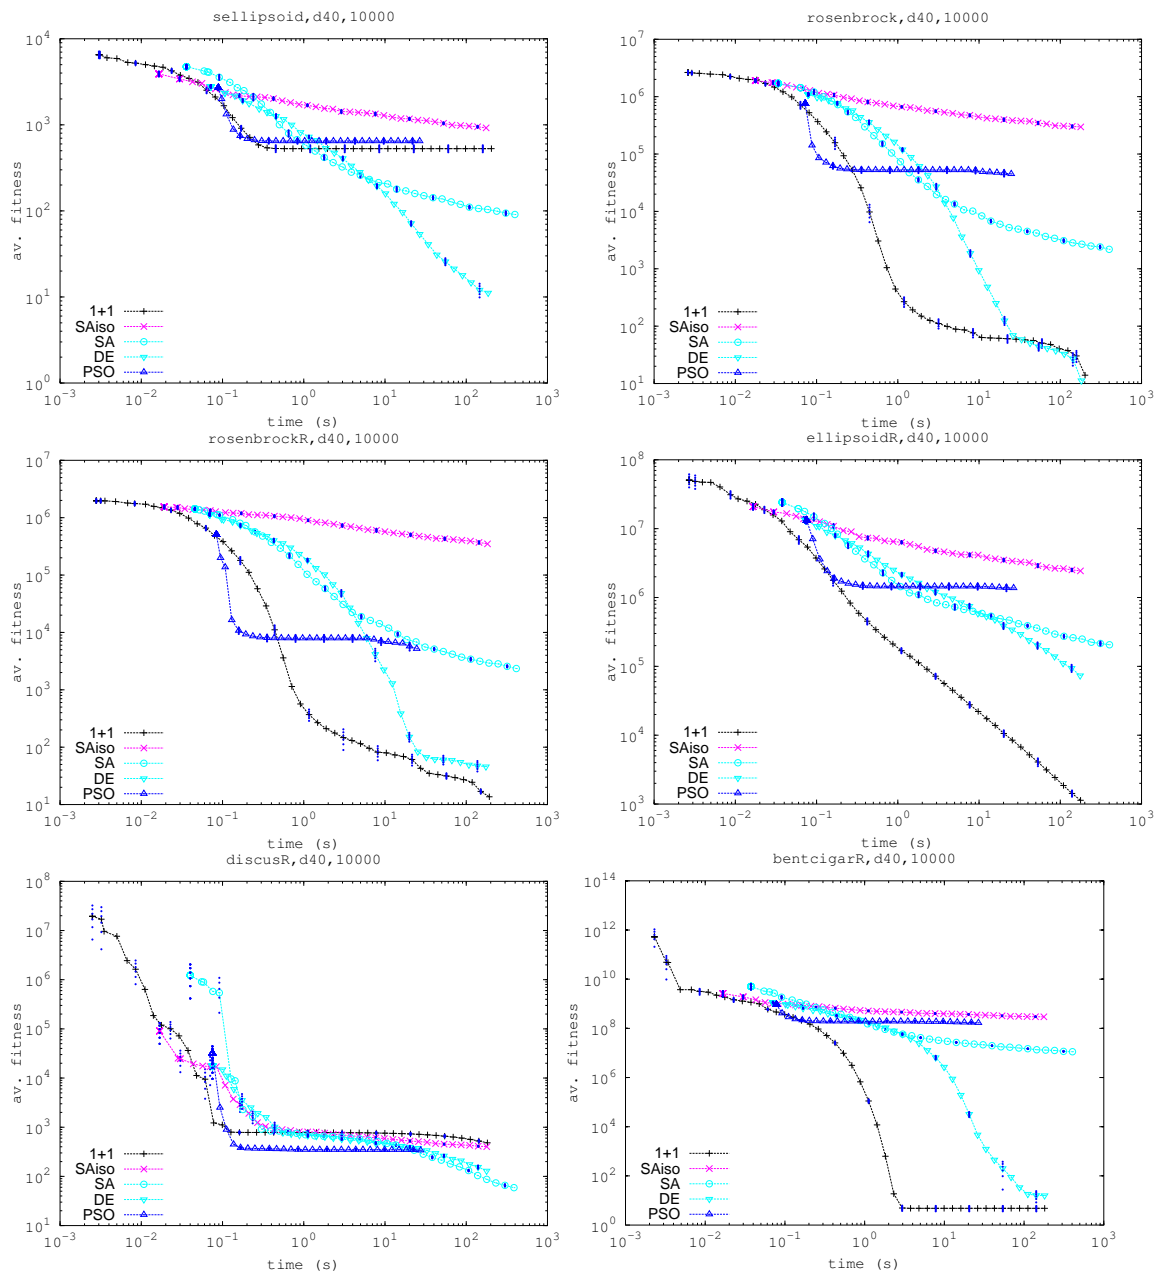 sellipsoid,d40,10000
10^4
10^3
10^2
10^1
10^0
av. fitness
1+1
SAiso
SA
DE
PSO
10^-3 10^-2 10^-1 10^0 10^1 10^2 10^3
time (s)
rosenbrock,d40,10000
10^7
10^6
10^5
10^4
10^3
10^2
10^1
av. fitness
1+1
SAiso
SA
DE
PSO
10^-3 10^-2 10^-1 10^0 10^1 10^2 10^3
time (s)
rosenbrockR,d40,10000
10^7
10^6
10^5
10^4
10^3
10^2
10^1
av. fitness
1+1
SAiso
SA
DE
PSO
10^-3 10^-2 10^-1 10^0 10^1 10^2 10^3
time (s)
ellipsoidR,d40,10000
10^8
10^7
10^6
10^5
10^4
10^3
av. fitness
1+1
SAiso
SA
DE
PSO
10^-3 10^-2 10^-1 10^0 10^1 10^2 10^3
time (s)
discusR,d40,10000
10^8
10^7
10^6
10^5
10^4
10^3
10^2
10^1
av. fitness
1+1
SAiso
SA
DE
PSO
10^-3 10^-2 10^-1 10^0 10^1 10^2 10^3
time (s)
bentcigarR,d40,10000
10^14
10^12
10^10
10^8
10^6
10^4
10^2
10^0
av. fitness
1+1
SAiso
SA
DE
PSO
10^-3 10^-2 10^-1 10^0 10^1 10^2 10^3
time (s)